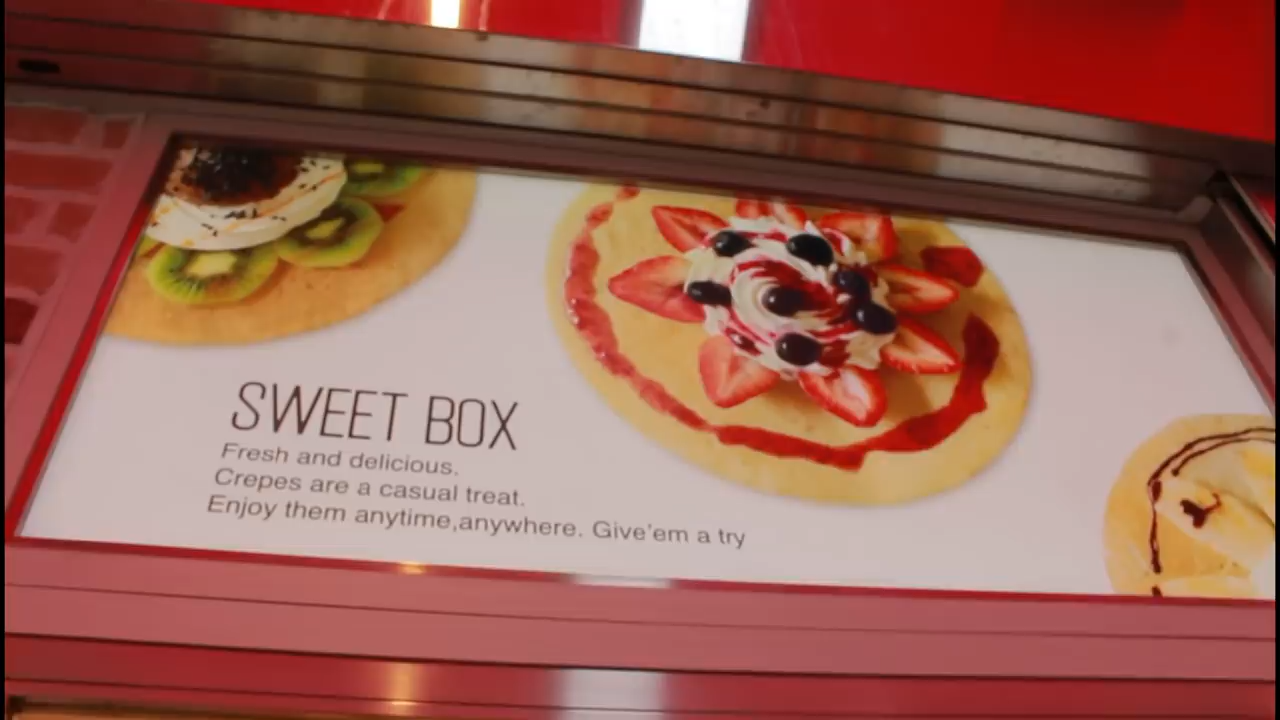 SWEET BOX
Fresh and delicious.
Crepes are a casual treat.
Enjoy them anytime,anywhere. Give'em a try